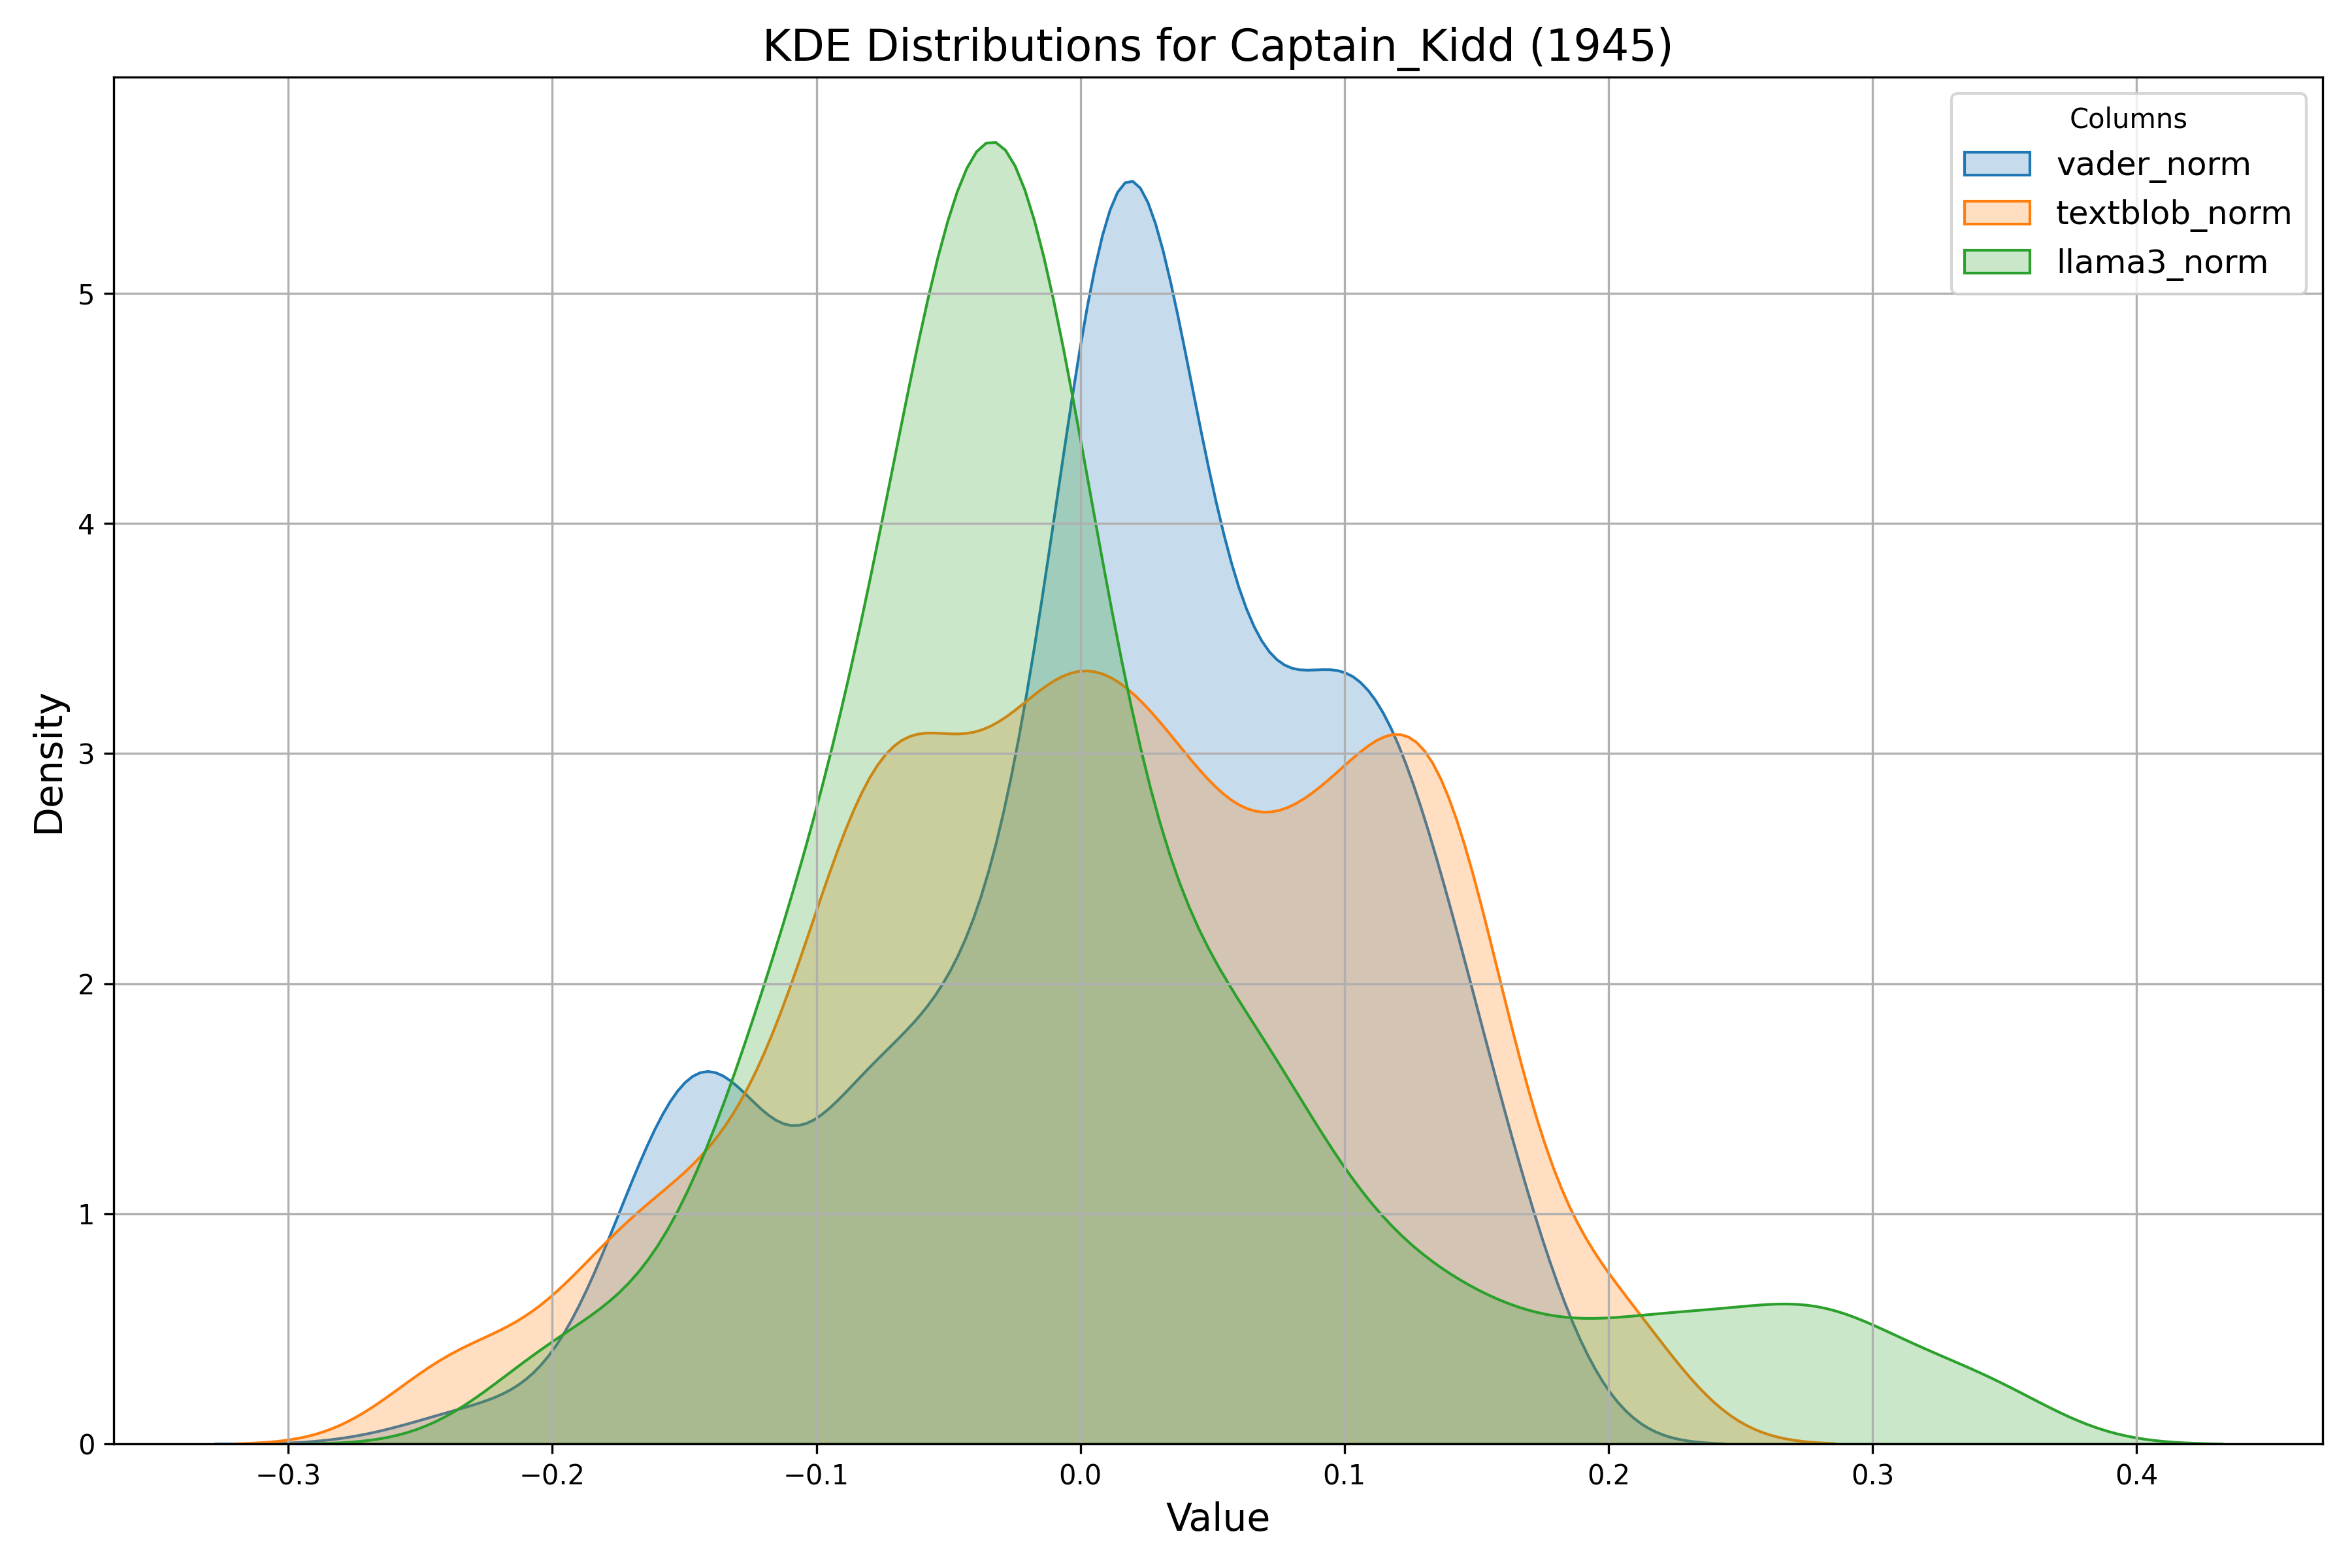 KDE Distributions for Captain_Kidd (1945)
Columns
vader_norm
textblob_norm
llama3_norm
Density
5
4
3
2
1
0
−0.3 −0.2 −0.1 0.0 0.1 0.2 0.3 0.4
Value